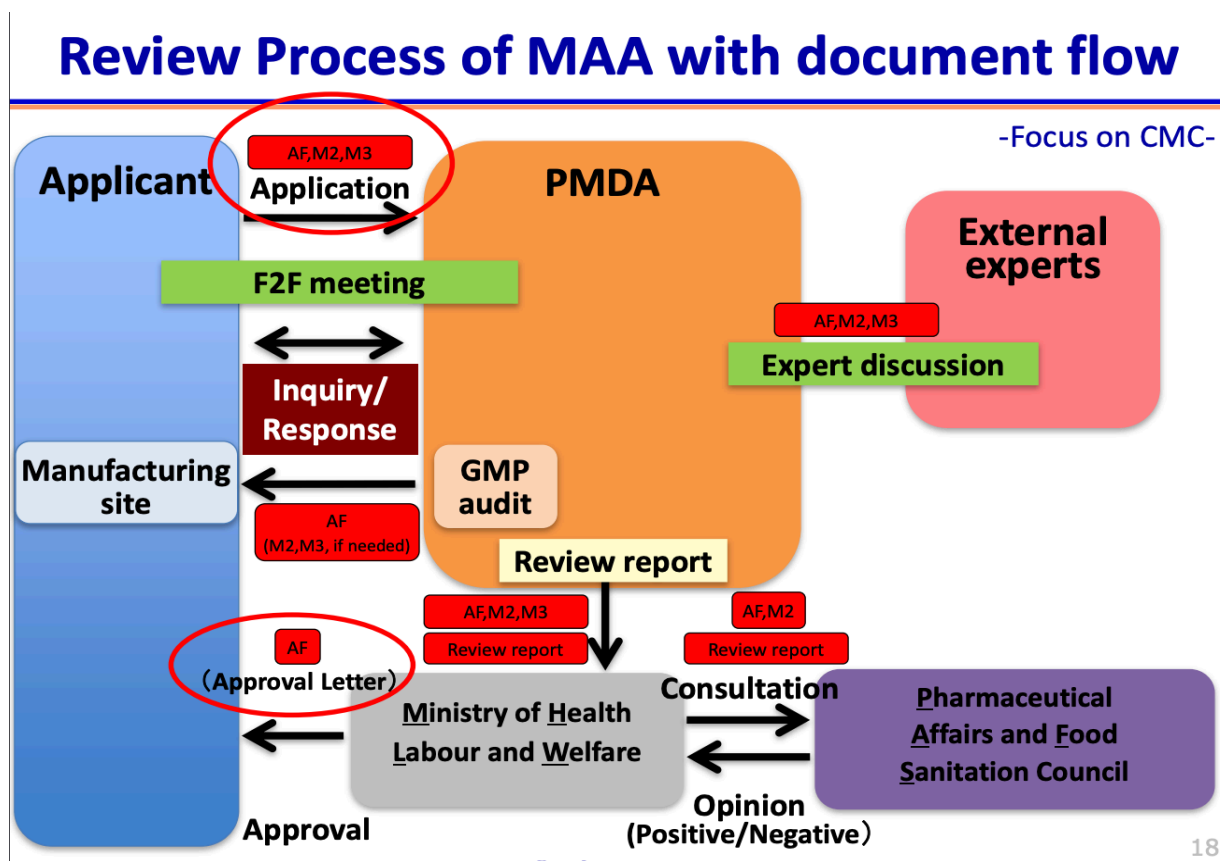 Review Process of MAA with document flow
-Focus on CMC-
Applicant
AF,M2,M3
Application
PMDA
External
experts
F2F meeting
AF,M2,M3
Expert discussion
Inquiry/
Response
Manufacturing
site
GMP
audit
AF
(M2,M3, if needed)
Review report
AF,M2,M3
Review report
AF,M2
Review report
AF
（Approval Letter）
Consultation
Ministry of Health
Labour and Welfare
Pharmaceutical
Affairs and Food
Sanitation Council
Approval
Opinion
(Positive/Negative）
18